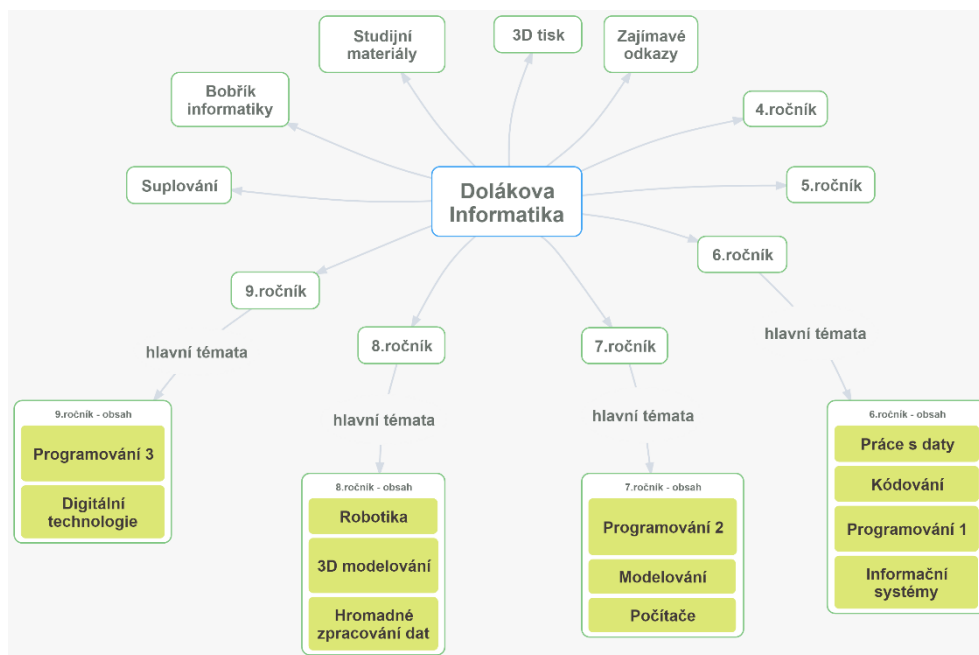 Studijní
materiály
3D tisk
Zajímavé
odkazy
Bobřík
informatiky
4.ročník
Suplování
Dolákova
Informatika
5.ročník
6.ročník
9.ročník
8.ročník
7.ročník
hlavní témata
hlavní témata
hlavní témata
hlavní témata
9.ročník - obsah
Programování 3
Digitální
technologie
8.ročník - obsah
Robotika
3D modelování
Hromadné
zpracování dat
7.ročník - obsah
Programování 2
Modelování
Počítače
6.ročník - obsah
Práce s daty
Kódování
Programování 1
Informační
systémy